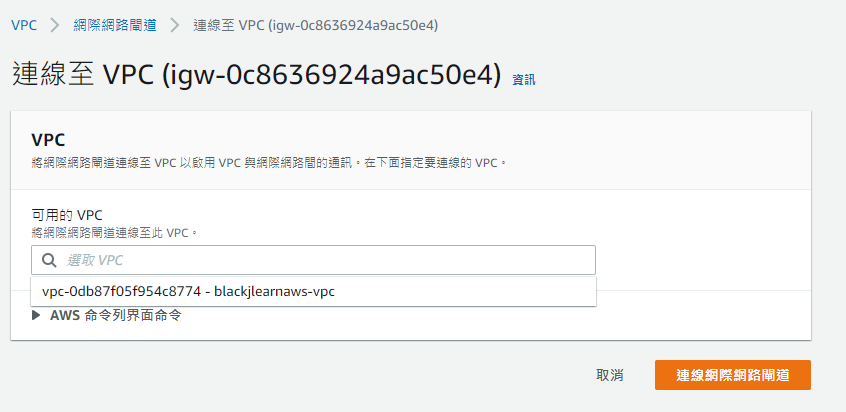 VPC > 網際網路閘道 > 連線至 VPC (igw-0c8636924a9ac50e4)
連線至 VPC (igw-0c8636924a9ac50e4) 資訊
VPC
將網際網路閘道連線至 VPC 以啟用 VPC 與網際網路間的通訊。在下面指定要連線的 VPC。
可用的 VPC
將網際網路閘道連線至此 VPC。
選取 VPC
vpc-0db87f05f954c8774 - blackjlearnaws-vpc
AWS 命令列界面命令
取消 連線網際網路閘道